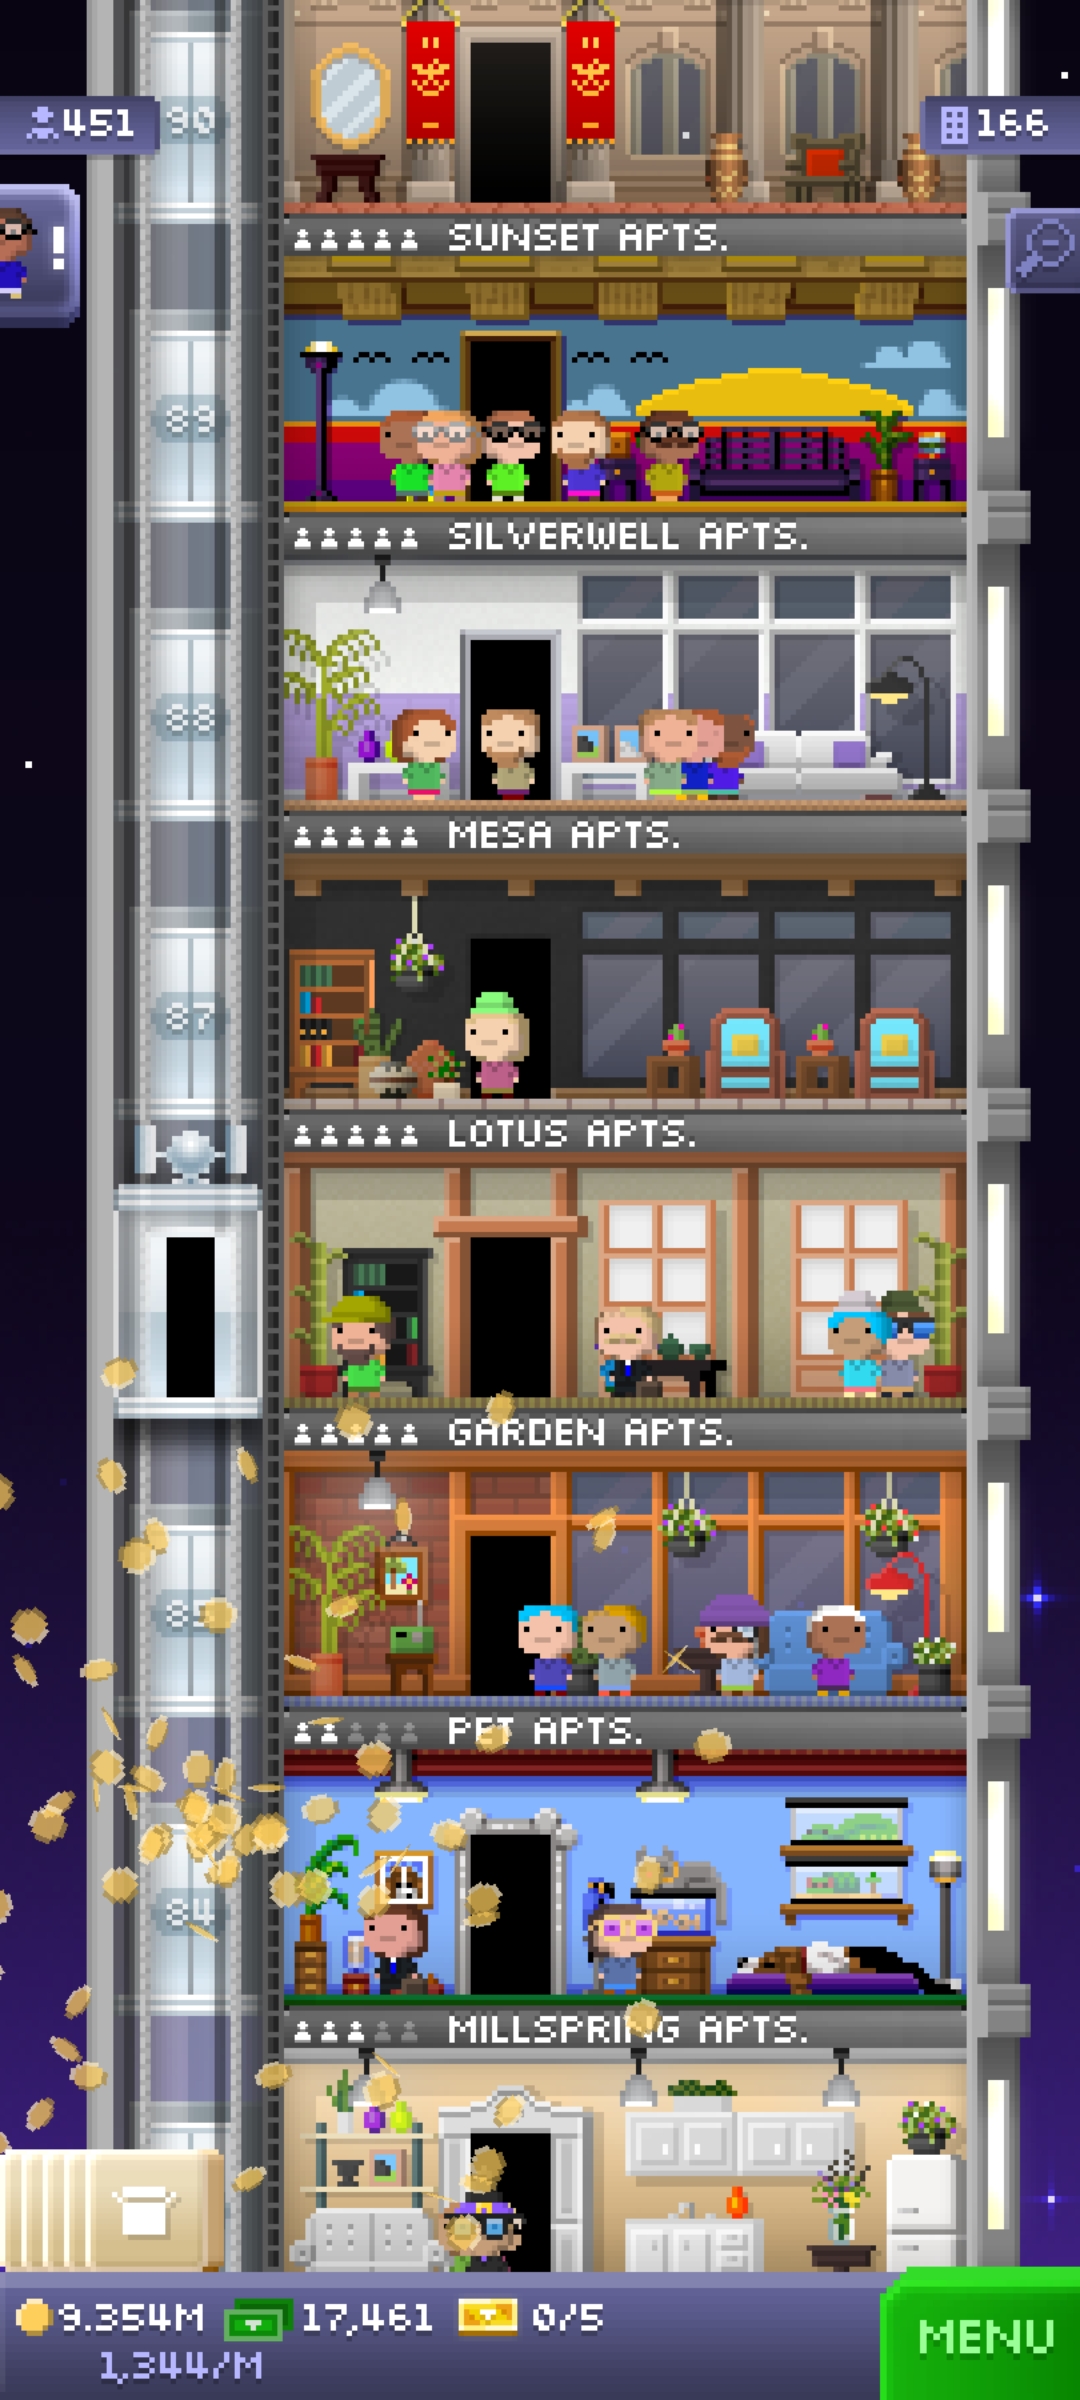 451
90
166
!
SUNSET APTS.
89
SILVERWELL APTS.
88
MESA APTS.
87
LOTUS APTS.
GARDEN APTS.
PET APTS.
84
MILLSPRING APTS.
9.354M
17,461
0/5
MENU
1,344/M